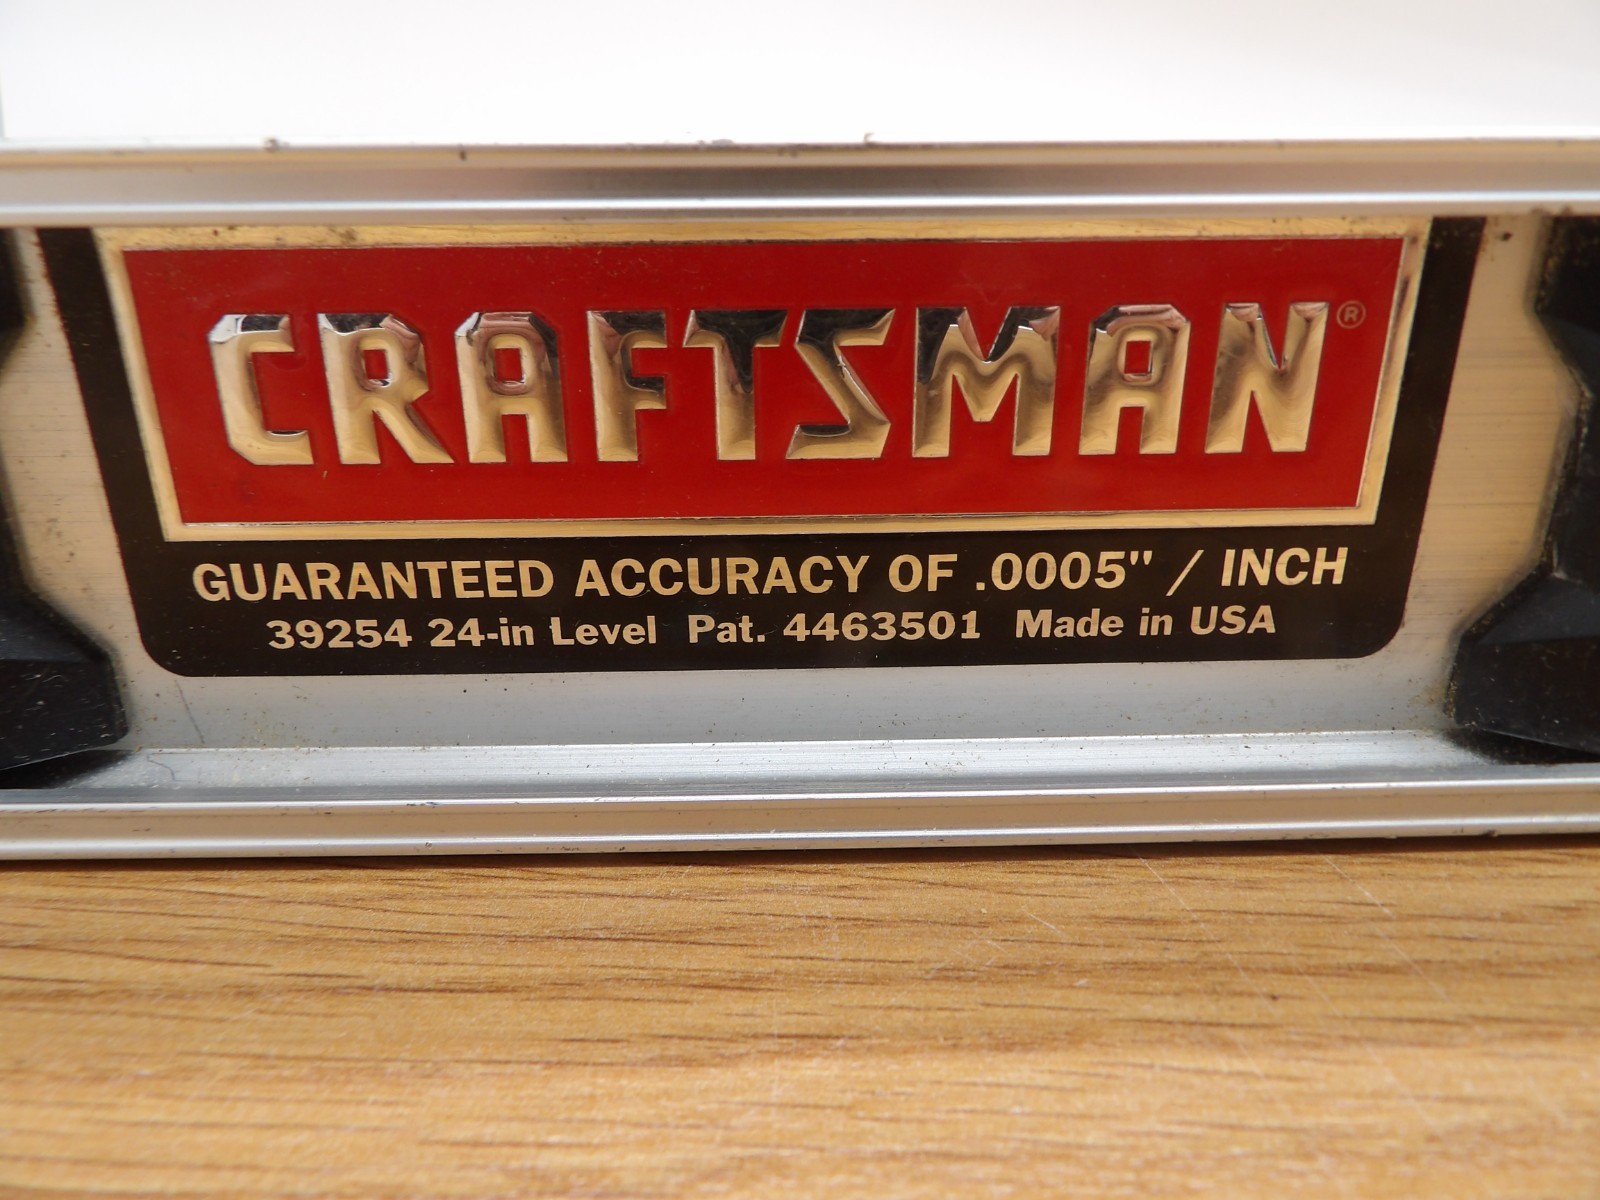 CRAFTSMAN®
GUARANTEED ACCURACY OF .0005" / INCH
39254 24-in Level Pat. 4463501 Made in USA